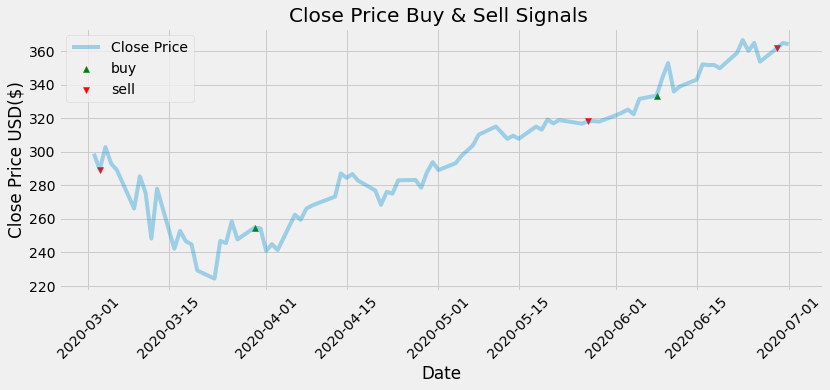 Close Price Buy & Sell Signals
Close Price
buy
sell
Close Price USD($)
360
340
320
300
280
260
240
220
2020-03-01
2020-03-15
2020-04-01
2020-04-15
2020-05-01
2020-05-15
2020-06-01
2020-06-15
2020-07-01
Date